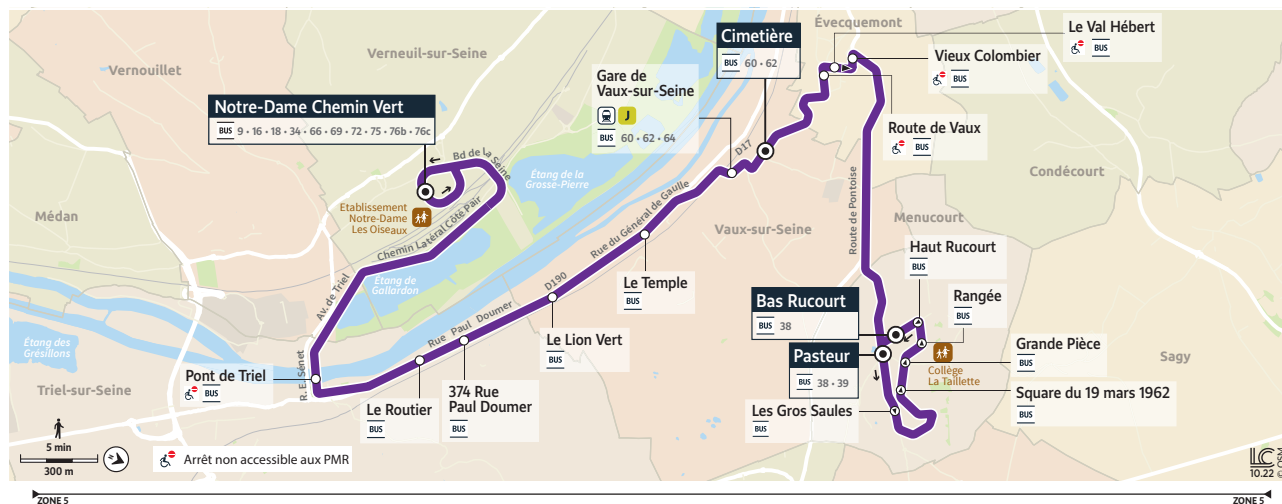 Vernouillet
Verneuil-sur-Seine
Évecquemont
Le Val Hébert
BUS
Vieux Colombier
BUS
Cimetière
BUS 60 • 62
Gare de
Vaux-sur-Seine
J
BUS 60 • 62 • 64
Notre-Dame Chemin Vert
BUS 9 • 16 • 18 • 34 • 66 • 69 • 72 • 75 • 76b • 76c
Route de Vaux
BUS
D17
Bd de la Seine
Étang de la
Grosse-Pierre
Condécourt
Médan
Etablissement
Notre-Dame
Les Oiseaux
Chemin Latéral Côté Pair
Rue du Général de Gaulle
Vaux-sur-Seine
Route de Pontoise
Menucourt
Haut Rucourt
BUS
Étang de
Gallardon
Av. de Triel
D190
Le Temple
BUS
Bas Rucourt
BUS 38
Rangée
BUS
Rue Paul Doumer
Étang des
Grésillons
Le Lion Vert
BUS
Pasteur
BUS 38 • 39
Collège
La Taillette
Grande Pièce
BUS
Sagy
R. E. Sénet
Pont de Triel
BUS
Triel-sur-Seine
Le Routier
BUS
374 Rue
Paul Doumer
BUS
Les Gros Saules
BUS
Square du 19 mars 1962
BUS
5 min
300 m
Arrêt non accessible aux PMR
LC
10.22 © OSM
ZONE 5
ZONE 5